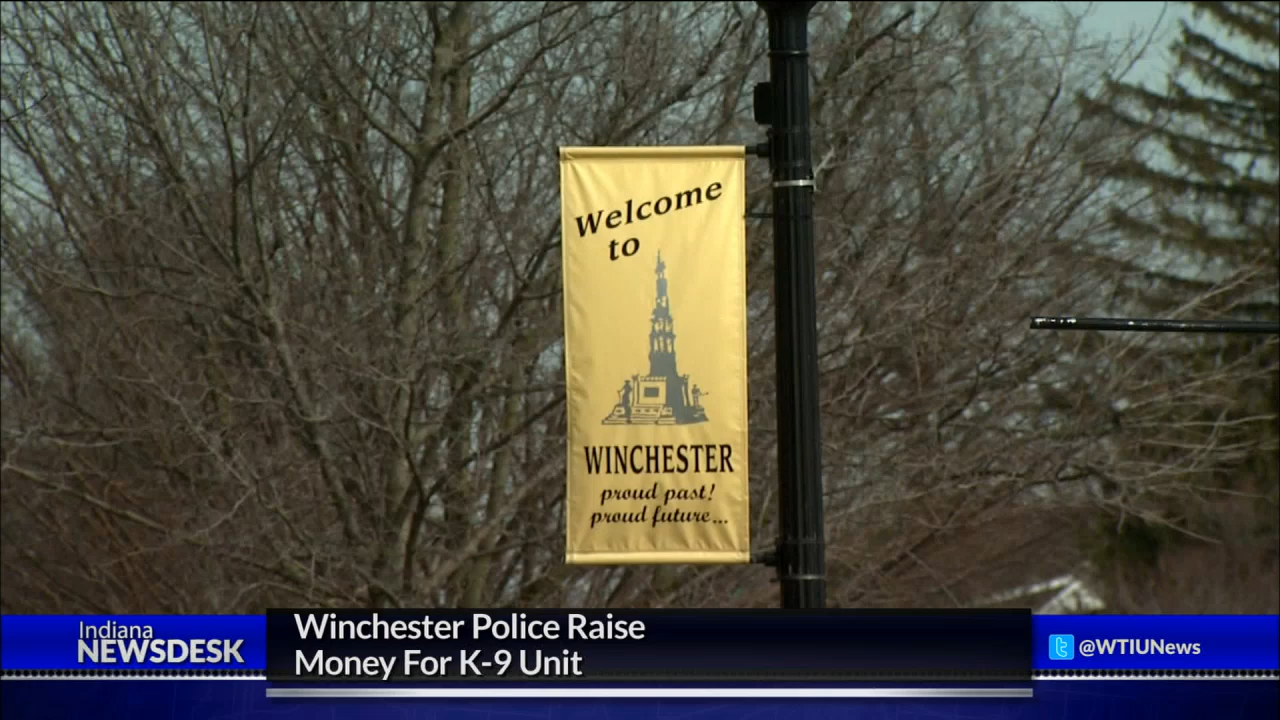 Welcome
to
WINCHESTER
proud past!
proud future...
Indiana
NEWSDESK
Winchester Police Raise
Money For K-9 Unit
@WTIUNews